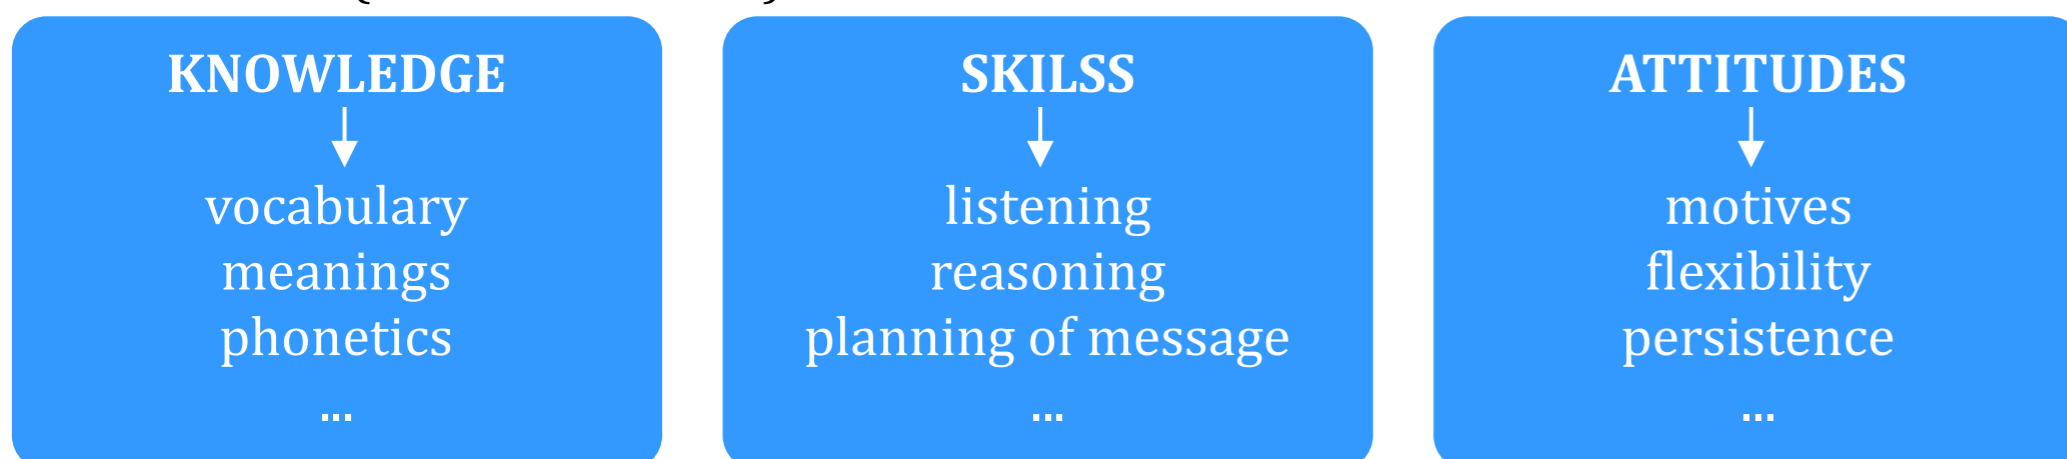 KNOWLEDGE
vocabulary
meanings
phonetics
...
SKILSS
listening
reasoning
planning of message
...
ATTITUDES
motives
flexibility
persistence
...